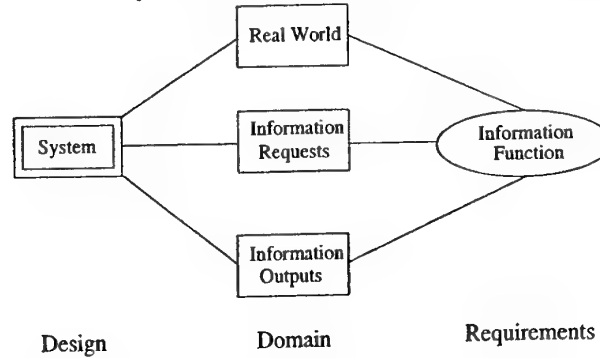 Real World
System
Information
Requests
Information
Function
Information
Outputs
Design
Domain
Requirements